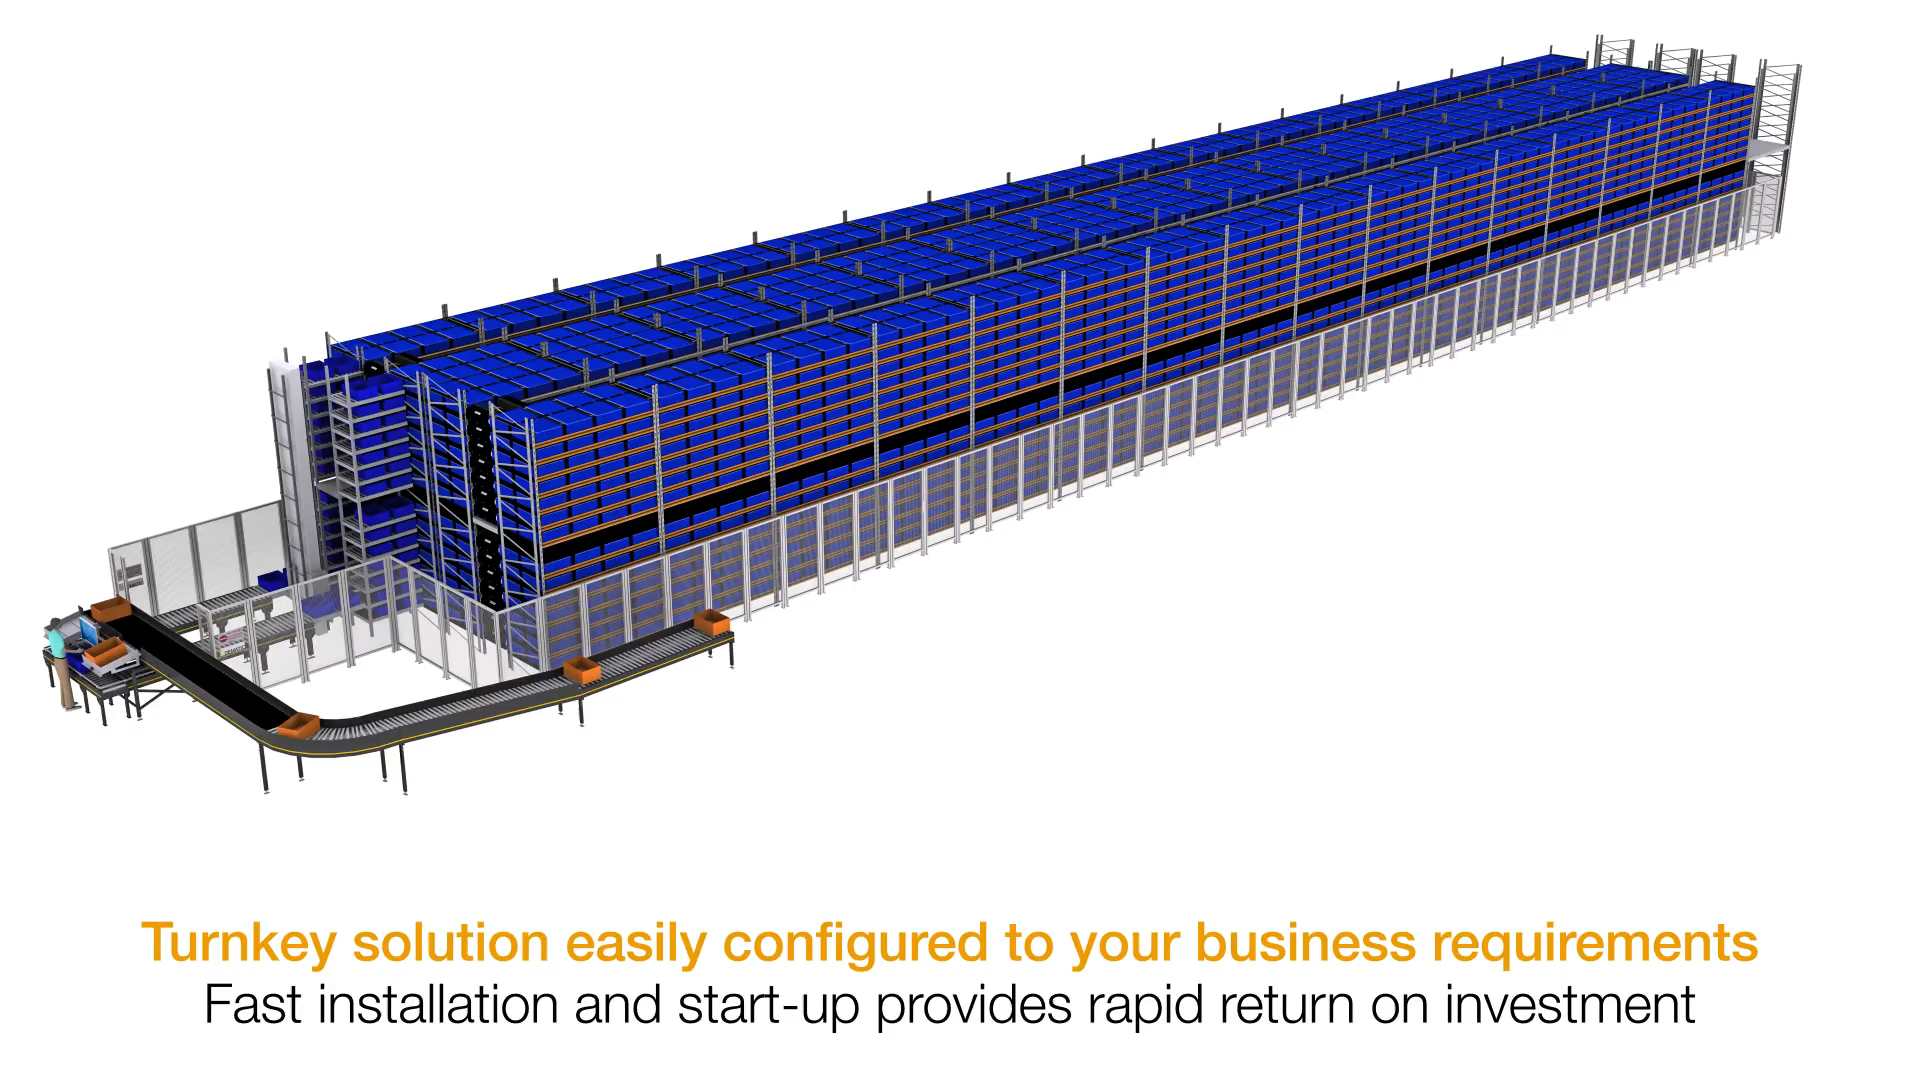 Turnkey solution easily configured to your business requirements
Fast installation and start-up provides rapid return on investment